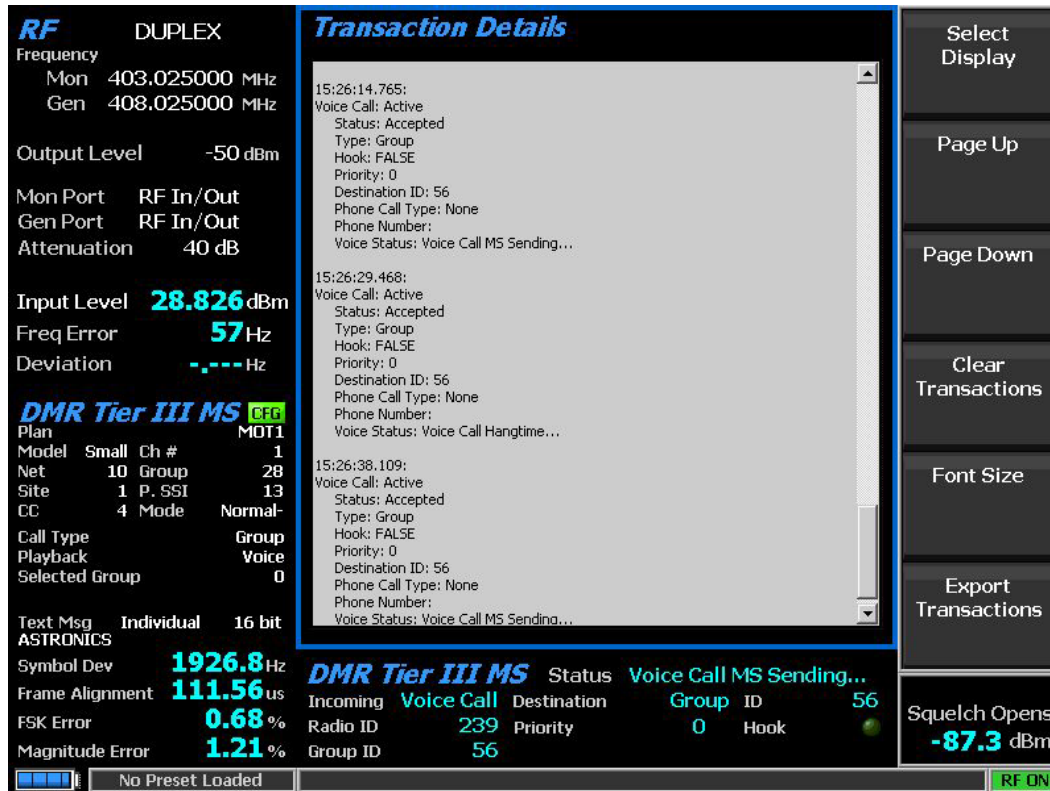 RF DUPLEX
Frequency
Mon 403.025000 MHz
Gen 408.025000 MHz
Output Level -50 dBm
Mon Port RF In/Out
Gen Port RF In/Out
Attenuation 40 dB
Input Level 28.826 dBm
Freq Error 57 Hz
Deviation -.--- Hz
DMR Tier III MS CFG
Plan MOT1
Model Small Ch # 1
Net 10 Group 28
Site 1 P. SSI 13
CC 4 Mode Normal-
Call Type Group
Playback Voice
Selected Group 0
Text Msg Individual 16 bit
ASTRONICS
Symbol Dev 1926.8 Hz
Frame Alignment 111.56 us
FSK Error 0.68 %
Magnitude Error 1.21 %
Transaction Details
15:26:14.765:
Voice Call: Active
Status: Accepted
Type: Group
Hook: FALSE
Priority: 0
Destination ID: 56
Phone Call Type: None
Phone Number:
Voice Status: Voice Call MS Sending...
15:26:29.468:
Voice Call: Active
Status: Accepted
Type: Group
Hook: FALSE
Priority: 0
Destination ID: 56
Phone Call Type: None
Phone Number:
Voice Status: Voice Call Hangtime...
15:26:38.109:
Voice Call: Active
Status: Accepted
Type: Group
Hook: FALSE
Priority: 0
Destination ID: 56
Phone Call Type: None
Phone Number:
Voice Status: Voice Call MS Sending...
DMR Tier III MS Status Voice Call MS Sending...
Incoming Voice Call Destination Group ID 56
Radio ID 239 Priority 0 Hook
Group ID 56
Select
Display
Page Up
Page Down
Clear
Transactions
Font Size
Export
Transactions
Squelch Opens
-87.3 dBm
No Preset Loaded
RF ON